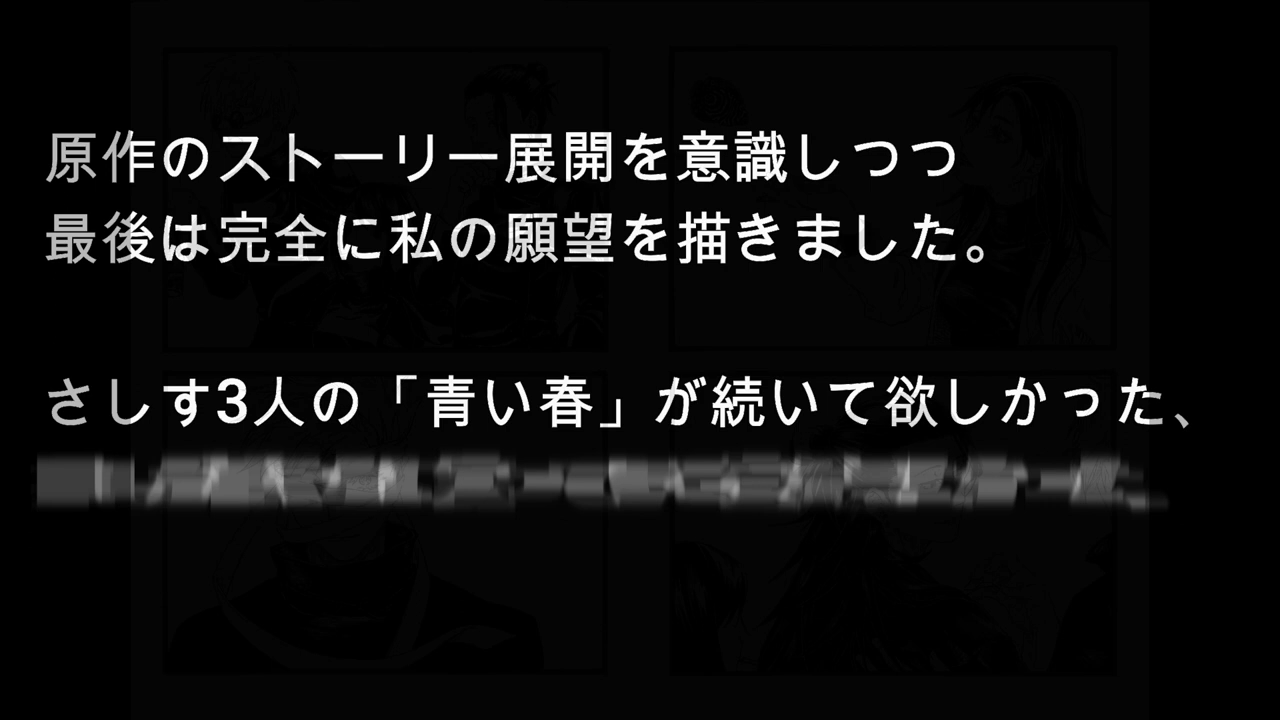 原作のストーリー展開を意識しつつ
最後は完全に私の願望を描きました。
さしす3人の「青い春」が続いて欲しかった、